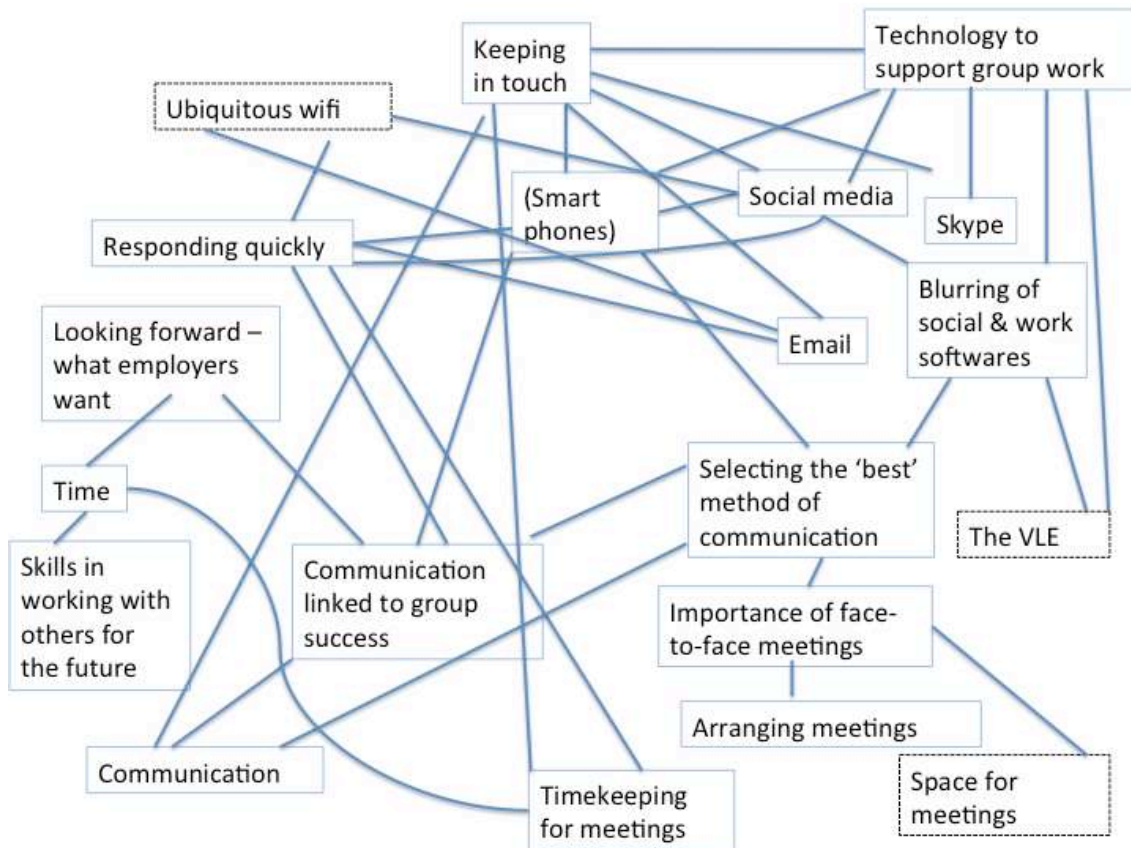 Keeping
in touch
Technology to
support group work
Ubiquitous wifi
(Smart
phones)
Social media
Skype
Responding quickly
Blurring of
social & work
softwares
Looking forward –
what employers
want
Email
Time
Selecting the ‘best’
method of
communication
The VLE
Skills in
working with
others for
the future
Communication
linked to group
success
Importance of face-
to-face meetings
Arranging meetings
Communication
Timekeeping
for meetings
Space for
meetings